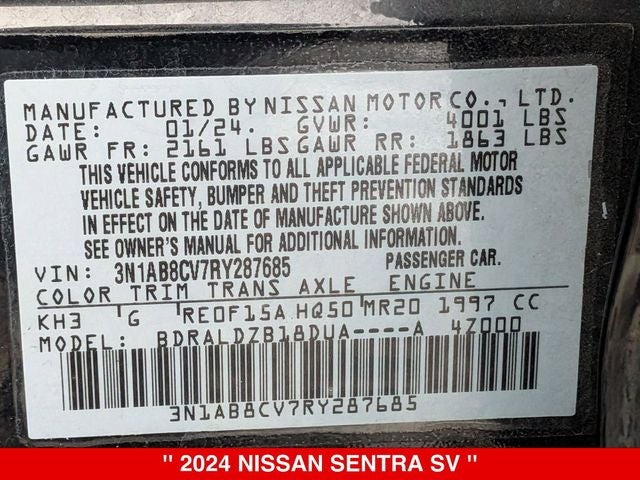 MANUFACTURED BY NISSAN MOTOR CO., LTD.
DATE: 01/24. GVWR: 4001 LBS
GAWR FR: 2161 LBS GAWR RR: 1863 LBS
THIS VEHICLE CONFORMS TO ALL APPLICABLE FEDERAL MOTOR
VEHICLE SAFETY, BUMPER AND THEFT PREVENTION STANDARDS
IN EFFECT ON THE DATE OF MANUFACTURE SHOWN ABOVE.
SEE OWNER'S MANUAL FOR ADDITIONAL INFORMATION.
VIN: 3N1AB8CV7RY287685 PASSENGER CAR.
COLOR TRIM TRANS AXLE ENGINE
KH3 G RE0F15A HQ50 MR20 1997 CC
MODEL: BDRALDZB18DUA----A 4Z000
3N1AB8CV7RY287685
" 2024 NISSAN SENTRA SV "